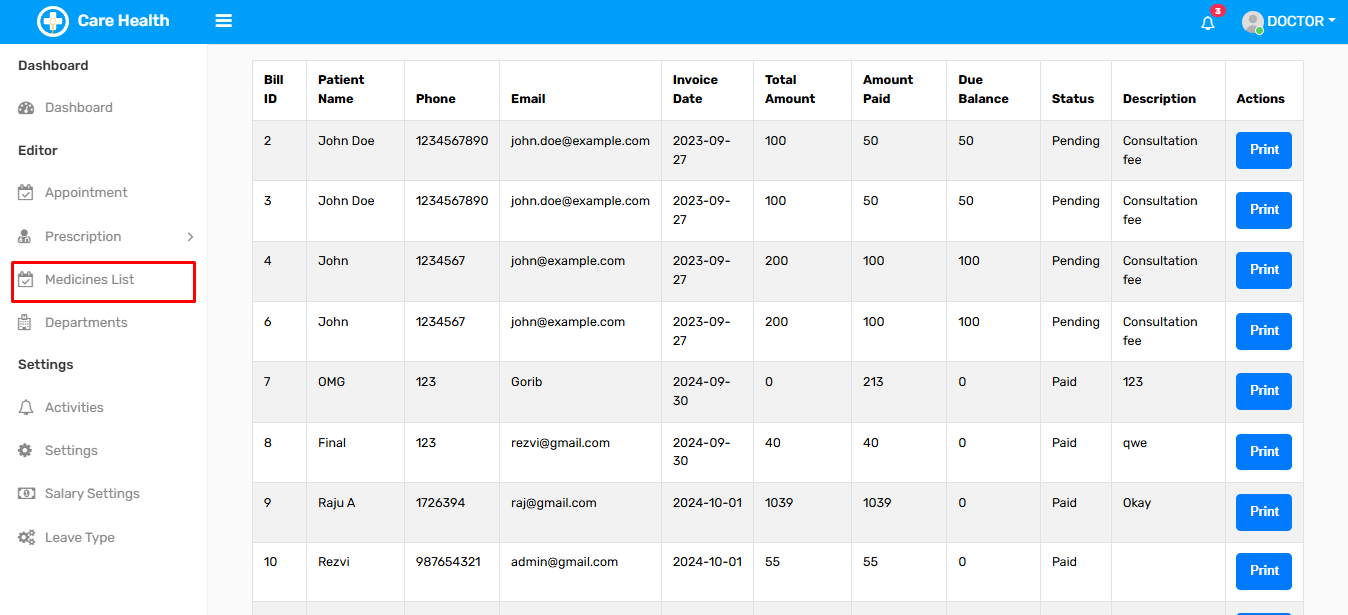 Care Health
3
DOCTOR
Dashboard
Dashboard
Editor
Appointment
Prescription
Medicines List
Departments
Settings
Activities
Settings
Salary Settings
Leave Type
Bill ID Patient Name Phone Email Invoice Date Total Amount Amount Paid Due Balance Status Description Actions
2 John Doe 1234567890 john.doe@example.com 2023-09-27 100 50 50 Pending Consultation fee Print
3 John Doe 1234567890 john.doe@example.com 2023-09-27 100 50 50 Pending Consultation fee Print
4 John 1234567 john@example.com 2023-09-27 200 100 100 Pending Consultation fee Print
6 John 1234567 john@example.com 2023-09-27 200 100 100 Pending Consultation fee Print
7 OMG 123 Gorib 2024-09-30 0 213 0 Paid 123 Print
8 Final 123 rezvi@gmail.com 2024-09-30 40 40 0 Paid qwe Print
9 Raju A 1726394 raj@gmail.com 2024-10-01 1039 1039 0 Paid Okay Print
10 Rezvi 987654321 admin@gmail.com 2024-10-01 55 55 0 Paid Print